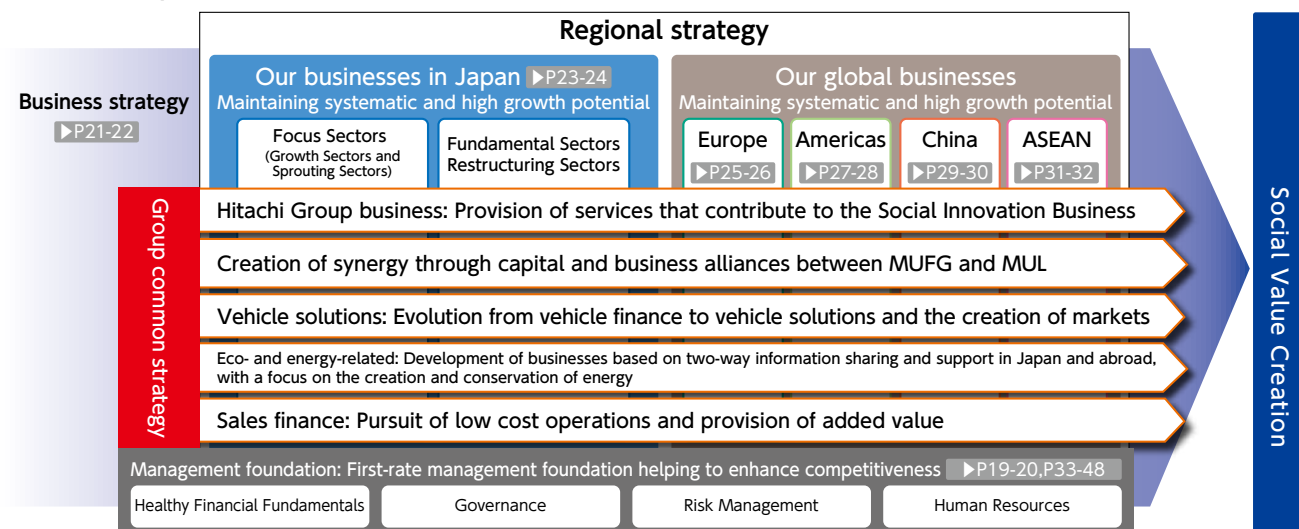 Regional strategy
Business strategy
▶P21-22
Our businesses in Japan ▶P23-24
Maintaining systematic and high growth potential
Focus Sectors
(Growth Sectors and
Sprouting Sectors)
Fundamental Sectors
Restructuring Sectors
Our global businesses
Maintaining systematic and high growth potential
Europe
▶P25-26
Americas
▶P27-28
China
▶P29-30
ASEAN
▶P31-32
Group common strategy
Hitachi Group business: Provision of services that contribute to the Social Innovation Business
Creation of synergy through capital and business alliances between MUFG and MUL
Vehicle solutions: Evolution from vehicle finance to vehicle solutions and the creation of markets
Eco- and energy-related: Development of businesses based on two-way information sharing and support in Japan and abroad,
with a focus on the creation and conservation of energy
Sales finance: Pursuit of low cost operations and provision of added value
Management foundation: First-rate management foundation helping to enhance competitiveness ▶P19-20,P33-48
Healthy Financial Fundamentals
Governance
Risk Management
Human Resources
Social Value Creation